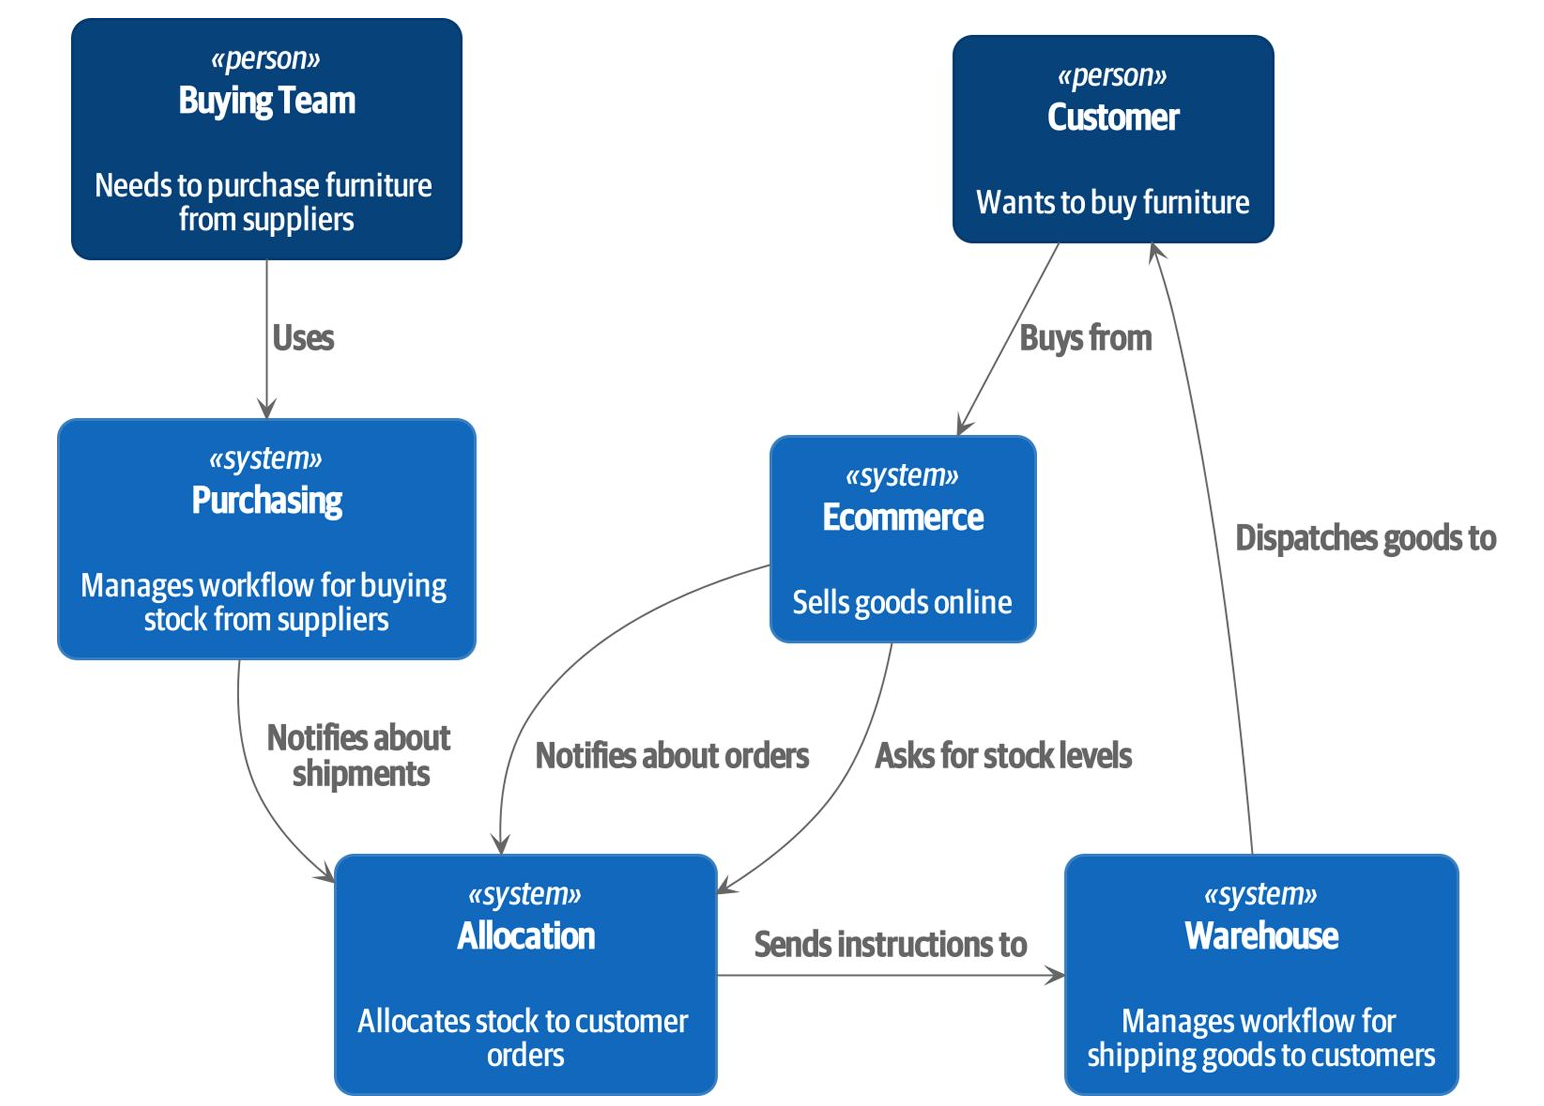 «person»
Buying Team
Needs to purchase furniture
from suppliers
«person»
Customer
Wants to buy furniture
Uses
Buys from
«system»
Purchasing
Manages workflow for buying
stock from suppliers
«system»
Ecommerce
Sells goods online
Dispatches goods to
Notifies about
shipments
Notifies about orders
Asks for stock levels
«system»
Allocation
Allocates stock to customer
orders
Sends instructions to
«system»
Warehouse
Manages workflow for
shipping goods to customers